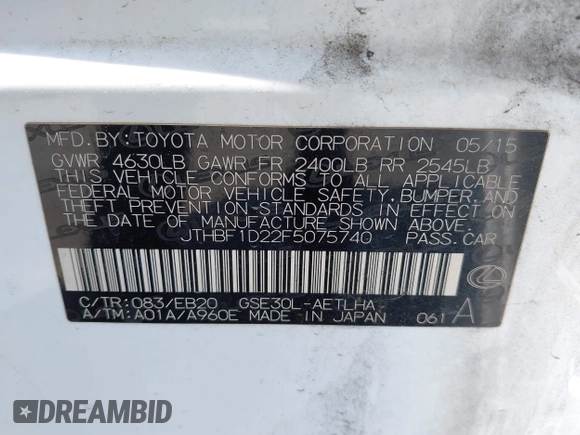 MFD.BY:TOYOTA MOTOR CORPORATION 05/15
GVWR 4630LB GAWR FR 2400LB RR 2545LB
THIS VEHICLE CONFORMS TO ALL APPLICABLE
FEDERAL MOTOR VEHICLE SAFETY, BUMPER, AND
THEFT PREVENTION STANDARDS IN EFFECT ON
THE DATE OF MANUFACTURE SHOWN ABOVE.
JTHBF1D22F5075740 PASS.CAR
C/TR:083/EB20 GSE30L-AETLHA
A/TM:A01A/A960E MADE IN JAPAN 061A
DREAMBID